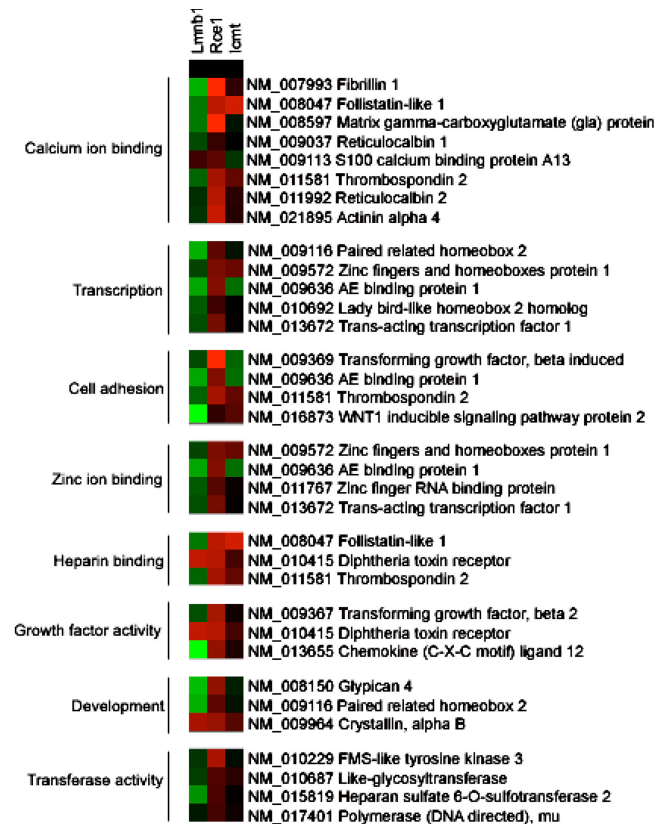 Lmnb1
Rce1
Icmt
Calcium ion binding
NM_007993 Fibrillin 1
NM_008047 Follistatin-like 1
NM_008597 Matrix gamma-carboxyglutamate (gla) protein
NM_009037 Reticulocalbin 1
NM_009113 S100 calcium binding protein A13
NM_011581 Thrombospondin 2
NM_011992 Reticulocalbin 2
NM_021895 Actinin alpha 4
Transcription
NM_009116 Paired related homeobox 2
NM_009572 Zinc fingers and homeoboxes protein 1
NM_009636 AE binding protein 1
NM_010692 Lady bird-like homeobox 2 homolog
NM_013672 Trans-acting transcription factor 1
Cell adhesion
NM_009369 Transforming growth factor, beta induced
NM_009636 AE binding protein 1
NM_011581 Thrombospondin 2
NM_016873 WNT1 inducible signaling pathway protein 2
Zinc ion binding
NM_009572 Zinc fingers and homeoboxes protein 1
NM_009636 AE binding protein 1
NM_011767 Zinc finger RNA binding protein
NM_013672 Trans-acting transcription factor 1
Heparin binding
NM_008047 Follistatin-like 1
NM_010415 Diphtheria toxin receptor
NM_011581 Thrombospondin 2
Growth factor activity
NM_009367 Transforming growth factor, beta 2
NM_010415 Diphtheria toxin receptor
NM_013655 Chemokine (C-X-C motif) ligand 12
Development
NM_008150 Glypican 4
NM_009116 Paired related homeobox 2
NM_009964 Crystallin, alpha B
Transferase activity
NM_010229 FMS-like tyrosine kinase 3
NM_010687 Like-glycosyltransferase
NM_015819 Heparan sulfate 6-O-sulfotransferase 2
NM_017401 Polymerase (DNA directed), mu